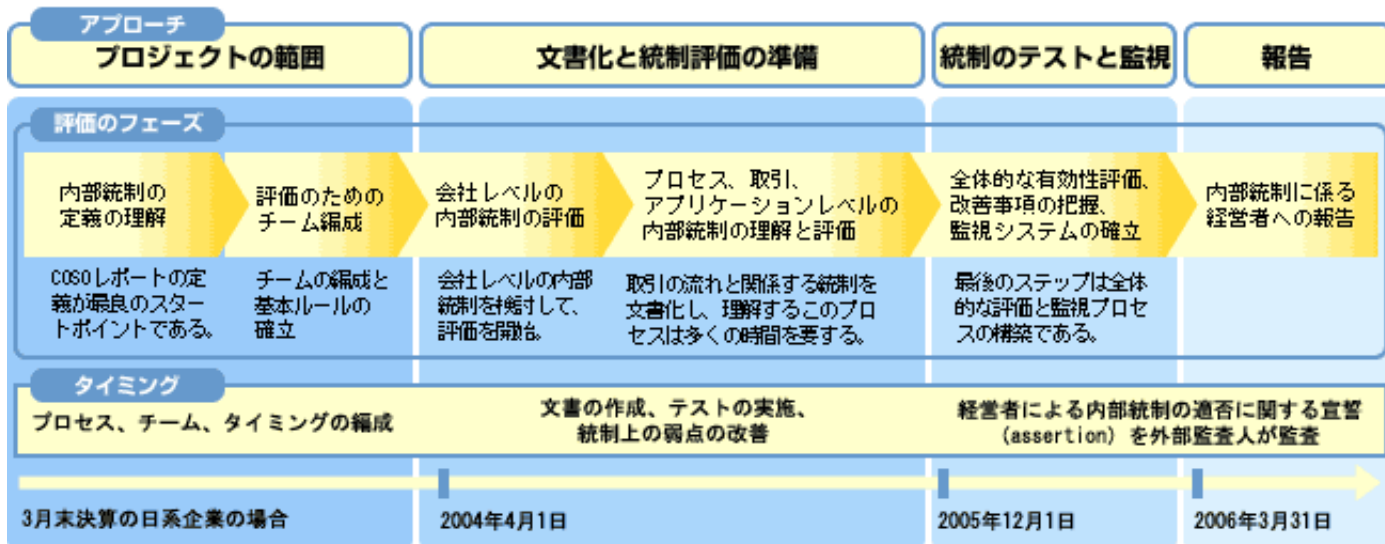 アプローチ
プロジェクトの範囲
文書化と統制評価の準備
統制のテストと監視
報告
評価のフェーズ
内部統制の
定義の理解
評価のための
チーム編成
会社レベルの
内部統制の評価
プロセス、取引、
アプリケーションレベルの
内部統制の理解と評価
全体的な有効性評価、
改善事項の把握、
監視システムの確立
内部統制に係る
経営者への報告
COSOレポートの定
義が最良のスター
トポイントである。
チームの編成と
基本ルールの
確立
会社レベルの内部
統制を検討して、
評価を開始。
取引の流れと関係する統制を
文書化し、理解するこのプロ
セスは多くの時間を要する。
最後のステップは全体
的な評価と監視プロセ
スの構築である。
タイミング
プロセス、チーム、タイミングの編成
文書の作成、テストの実施、
統制上の弱点の改善
経営者による内部統制の適否に関する宣誓
(assertion) を外部監査人が監査
3月末決算の日系企業の場合
2004年4月1日
2005年12月1日
2006年3月31日